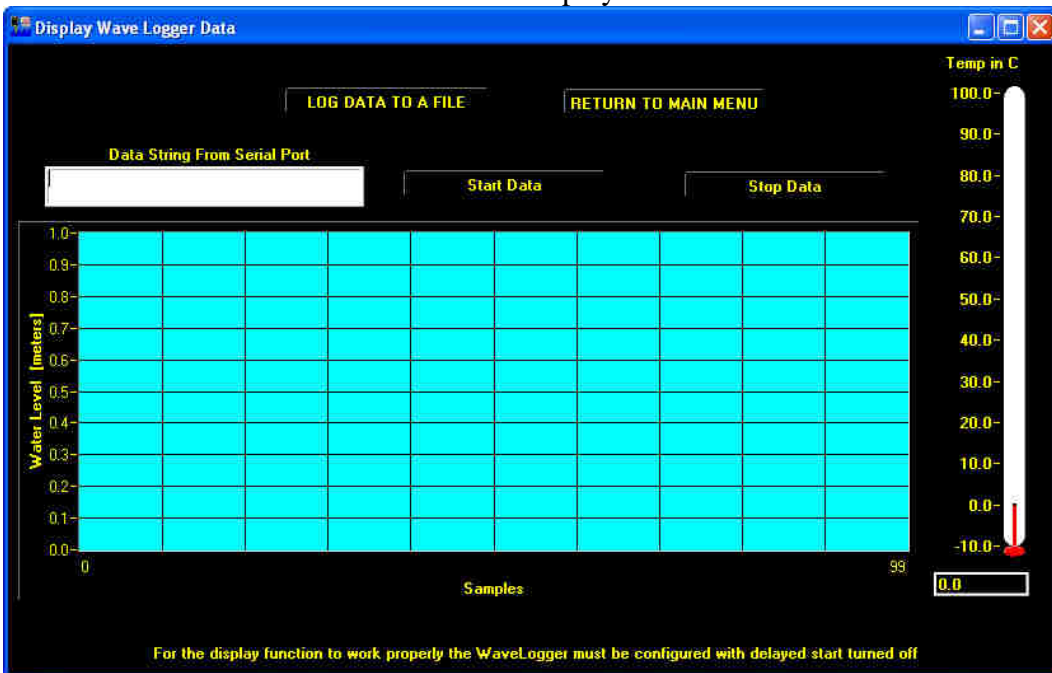 Display Wave Logger Data
Temp in C
LOG DATA TO A FILE
RETURN TO MAIN MENU
Data String From Serial Port
Start Data
Stop Data
100.0
90.0
80.0
70.0
60.0
50.0
40.0
30.0
20.0
10.0
0.0
-10.0
0.0
Water Level [meters]
1.0
0.9
0.8
0.7
0.6
0.5
0.4
0.3
0.2
0.1
0.0
0
99
Samples
For the display function to work properly the WaveLogger must be configured with delayed start turned off